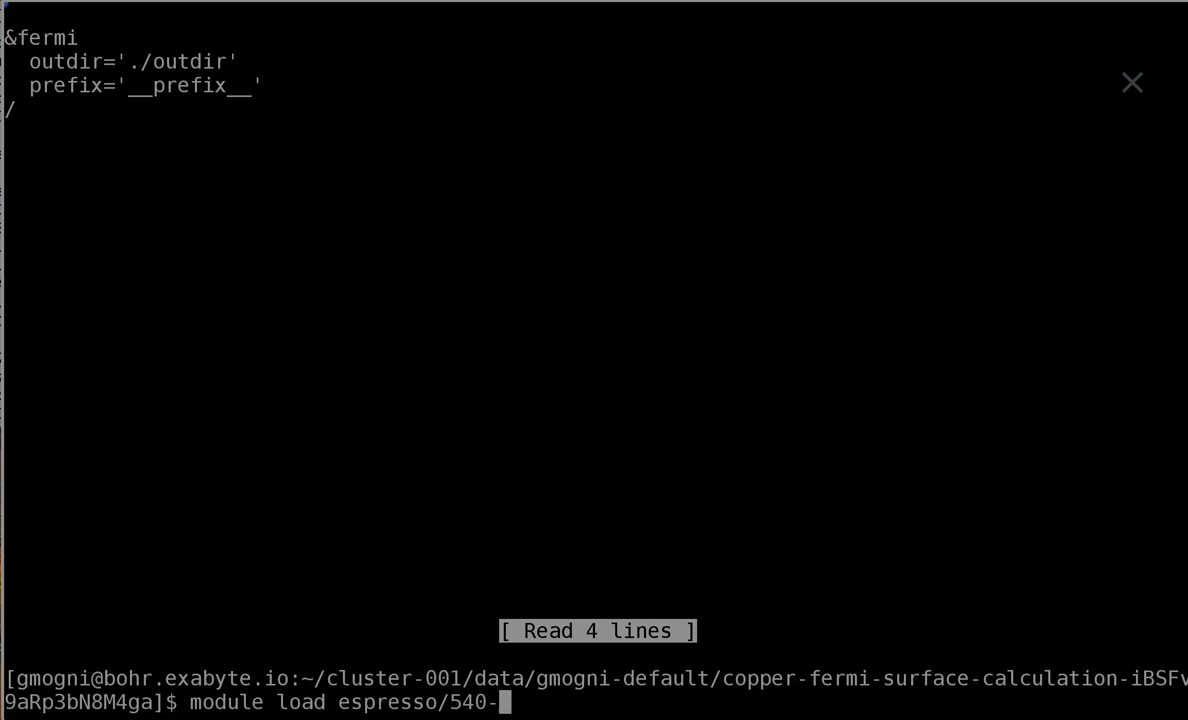 &fermi
  outdir='./outdir'
  prefix='__prefix__'
/
[ Read 4 lines ]
[gmogni@bohr.exabyte.io:~/cluster-001/data/gmogni-default/copper-fermi-surface-calculation-iBSFv
9aRp3bN8M4ga]$ module load espresso/540-